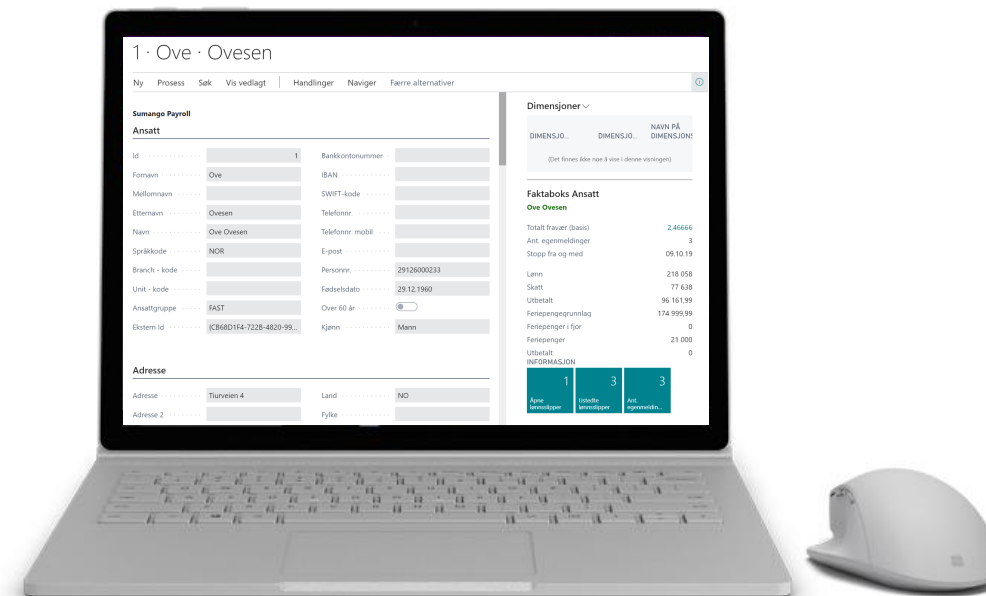 1 · Ove · Ovesen
Ny Prosess Søk Vis vedlagt Handlinger Naviger Færre alternativer
Sumango Payroll
Ansatt
Id 1
Fornavn Ove
Mellomnavn
Etternavn Ovesen
Navn Ove Ovesen
Språkkode NOR
Branch - kode
Unit - kode
Ansattgruppe FAST
Ekstern Id {CB68D1F4-722B-4820-99...
Bankkontonummer
IBAN
SWIFT-kode
Telefonnr.
Telefonnr. mobil
E-post
Personnr. 29126000233
Fødselsdato 29.12.1960
Over 60 år
Kjønn Mann
Adresse
Adresse Tiurveien 4
Adresse 2
Land NO
Fylke
Dimensjoner
DIMENSJO... DIMENSJO... NAVN PÅ
DIMENSJONS
(Det finnes ikke noe å vise i denne visningen)
Faktaboks Ansatt
Ove Ovesen
Totalt fravær (basis) 2,46666
Ant. egenmeldinger 3
Stopp fra og med 09.10.19
Lønn 218 058
Skatt 77 638
Utbetalt 96 161,99
Feriepengegrunnlag 174 999,99
Feriepenger i fjor 0
Feriepenger 21 000
Utbetalt 0
INFORMASJON
1
Åpne
lønnsslipper
3
Utstedte
lønnsslipper
3
Ant.
egenmeldin...